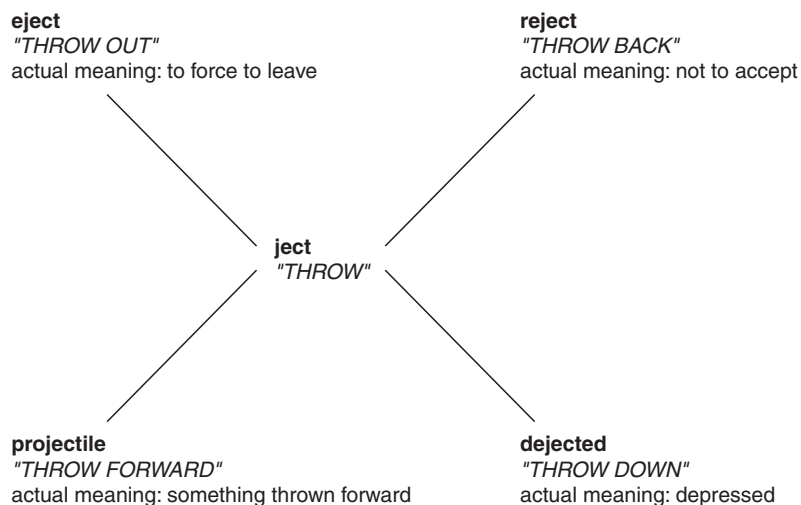 eject
"THROW OUT"
actual meaning: to force to leave
reject
"THROW BACK"
actual meaning: not to accept
ject
"THROW"
projectile
"THROW FORWARD"
actual meaning: something thrown forward
dejected
"THROW DOWN"
actual meaning: depressed